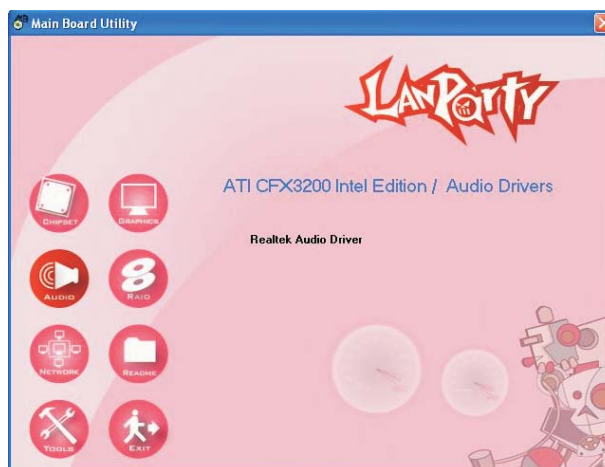 Main Board Utility
LANPARTY
ATI CFX3200 Intel Edition / Audio Drivers
Realtek Audio Driver
CHIPSET
GRAPHICS
AUDIO
RAID
NETWORK
README
TOOLS
EXIT